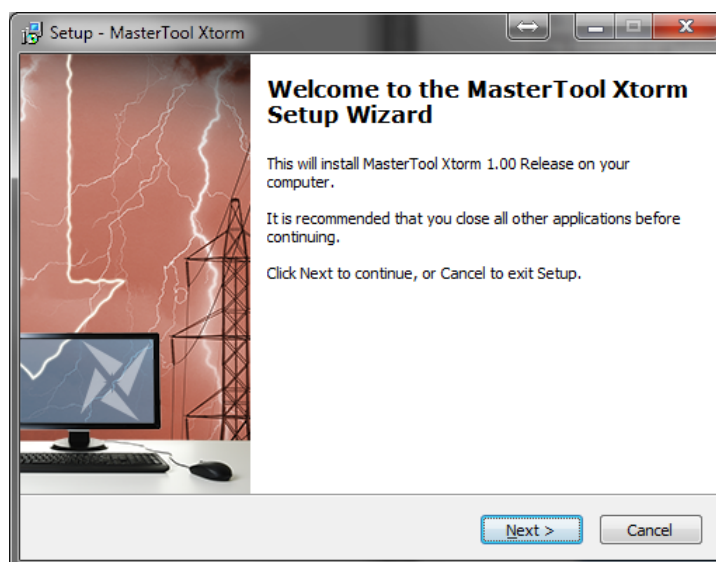 Setup - MasterTool Xtorm
Welcome to the MasterTool Xtorm
Setup Wizard
This will install MasterTool Xtorm 1.00 Release on your
computer.
It is recommended that you close all other applications before
continuing.
Click Next to continue, or Cancel to exit Setup.
Next >
Cancel